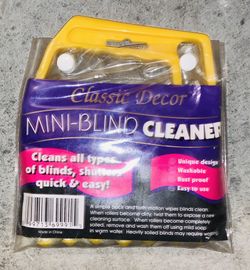 Classic Decor
MINI-BLIND CLEANER
Cleans all types
of blinds, shutters
quick & easy!
Unique design
Washable
Rust proof
Easy to use
A simple back and forth motion wipes blinds clean.
When rollers become dirty, twist them to expose a new
cleaning surface. When rollers become completely
soiled, remove and wash them off using mild soap
in warm water. Heavily soiled blinds may require
Made in China